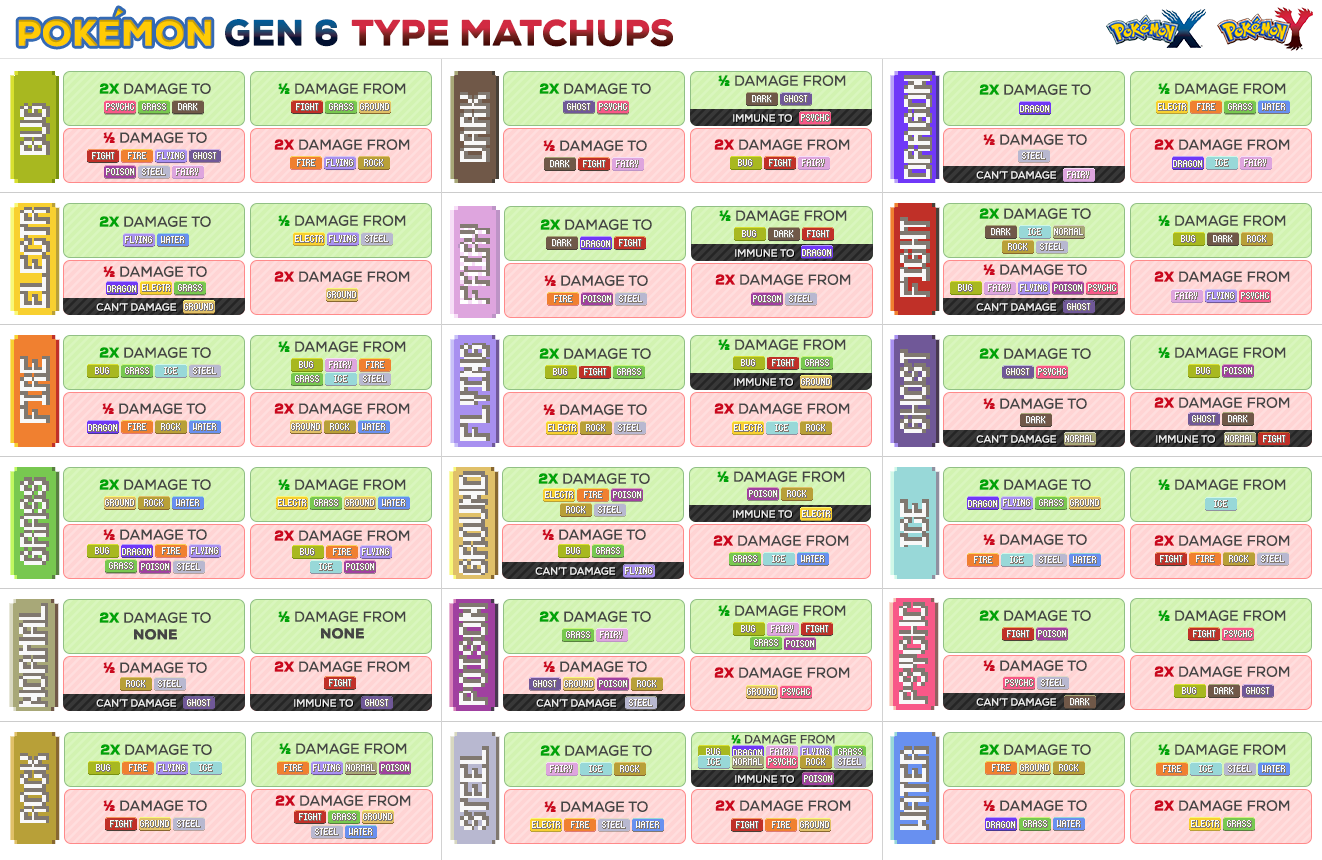 POKÉMON GEN 6 TYPE MATCHUPS
Pokémon X Pokémon Y
BUG
2X DAMAGE TO
PSYCHC GRASS DARK
½ DAMAGE FROM
FIGHT GRASS GROUND
½ DAMAGE TO
FIGHT FIRE FLYING GHOST
POISON STEEL FAIRY
2X DAMAGE FROM
FIRE FLYING ROCK
DARK
2X DAMAGE TO
GHOST PSYCHC
½ DAMAGE FROM
DARK GHOST
IMMUNE TO PSYCHC
½ DAMAGE TO
DARK FIGHT FAIRY
2X DAMAGE FROM
BUG FIGHT FAIRY
DRAGON
2X DAMAGE TO
DRAGON
½ DAMAGE FROM
ELECTR FIRE GRASS WATER
½ DAMAGE TO
STEEL
CAN'T DAMAGE FAIRY
2X DAMAGE FROM
DRAGON ICE FAIRY
ELECTR
2X DAMAGE TO
FLYING WATER
½ DAMAGE FROM
ELECTR FLYING STEEL
½ DAMAGE TO
DRAGON ELECTR GRASS
CAN'T DAMAGE GROUND
2X DAMAGE FROM
GROUND
FAIRY
2X DAMAGE TO
DARK DRAGON FIGHT
½ DAMAGE FROM
BUG DARK FIGHT
IMMUNE TO DRAGON
½ DAMAGE TO
FIRE POISON STEEL
2X DAMAGE FROM
POISON STEEL
FIGHT
2X DAMAGE TO
DARK ICE NORMAL
ROCK STEEL
½ DAMAGE FROM
BUG DARK ROCK
½ DAMAGE TO
BUG FAIRY FLYING POISON PSYCHC
CAN'T DAMAGE GHOST
2X DAMAGE FROM
FAIRY FLYING PSYCHC
FIRE
2X DAMAGE TO
BUG GRASS ICE STEEL
½ DAMAGE FROM
BUG FAIRY FIRE
GRASS ICE STEEL
½ DAMAGE TO
DRAGON FIRE ROCK WATER
2X DAMAGE FROM
GROUND ROCK WATER
FLYING
2X DAMAGE TO
BUG FIGHT GRASS
½ DAMAGE FROM
BUG FIGHT GRASS
IMMUNE TO GROUND
½ DAMAGE TO
ELECTR ROCK STEEL
2X DAMAGE FROM
ELECTR ICE ROCK
GHOST
2X DAMAGE TO
GHOST PSYCHC
½ DAMAGE FROM
BUG POISON
½ DAMAGE TO
DARK
CAN'T DAMAGE NORMAL
2X DAMAGE FROM
GHOST DARK
IMMUNE TO NORMAL FIGHT
GRASS
2X DAMAGE TO
GROUND ROCK WATER
½ DAMAGE FROM
ELECTR GRASS GROUND WATER
½ DAMAGE TO
BUG DRAGON FIRE FLYING
GRASS POISON STEEL
2X DAMAGE FROM
BUG FIRE FLYING
ICE POISON
GROUND
2X DAMAGE TO
ELECTR FIRE POISON
ROCK STEEL
½ DAMAGE FROM
POISON ROCK
IMMUNE TO ELECTR
½ DAMAGE TO
BUG GRASS
CAN'T DAMAGE FLYING
2X DAMAGE FROM
GRASS ICE WATER
ICE
2X DAMAGE TO
DRAGON FLYING GRASS GROUND
½ DAMAGE FROM
ICE
½ DAMAGE TO
FIRE ICE STEEL WATER
2X DAMAGE FROM
FIGHT FIRE ROCK STEEL
NORMAL
2X DAMAGE TO
NONE
½ DAMAGE FROM
NONE
½ DAMAGE TO
ROCK STEEL
CAN'T DAMAGE GHOST
2X DAMAGE FROM
FIGHT
IMMUNE TO GHOST
POISON
2X DAMAGE TO
GRASS FAIRY
½ DAMAGE FROM
BUG FAIRY FIGHT
GRASS POISON
½ DAMAGE TO
GHOST GROUND POISON ROCK
CAN'T DAMAGE STEEL
2X DAMAGE FROM
GROUND PSYCHC
PSYCHC
2X DAMAGE TO
FIGHT POISON
½ DAMAGE FROM
FIGHT PSYCHC
½ DAMAGE TO
PSYCHC STEEL
CAN'T DAMAGE DARK
2X DAMAGE FROM
BUG DARK GHOST
ROCK
2X DAMAGE TO
BUG FIRE FLYING ICE
½ DAMAGE FROM
FIRE FLYING NORMAL POISON
½ DAMAGE TO
FIGHT GROUND STEEL
2X DAMAGE FROM
FIGHT GRASS GROUND
STEEL WATER
STEEL
2X DAMAGE TO
FAIRY ICE ROCK
½ DAMAGE FROM
BUG DRAGON FAIRY FLYING GRASS
ICE NORMAL PSYCHC ROCK STEEL
IMMUNE TO POISON
½ DAMAGE TO
ELECTR FIRE STEEL WATER
2X DAMAGE FROM
FIGHT FIRE GROUND
WATER
2X DAMAGE TO
FIRE GROUND ROCK
½ DAMAGE FROM
FIRE ICE STEEL WATER
½ DAMAGE TO
DRAGON GRASS WATER
2X DAMAGE FROM
ELECTR GRASS